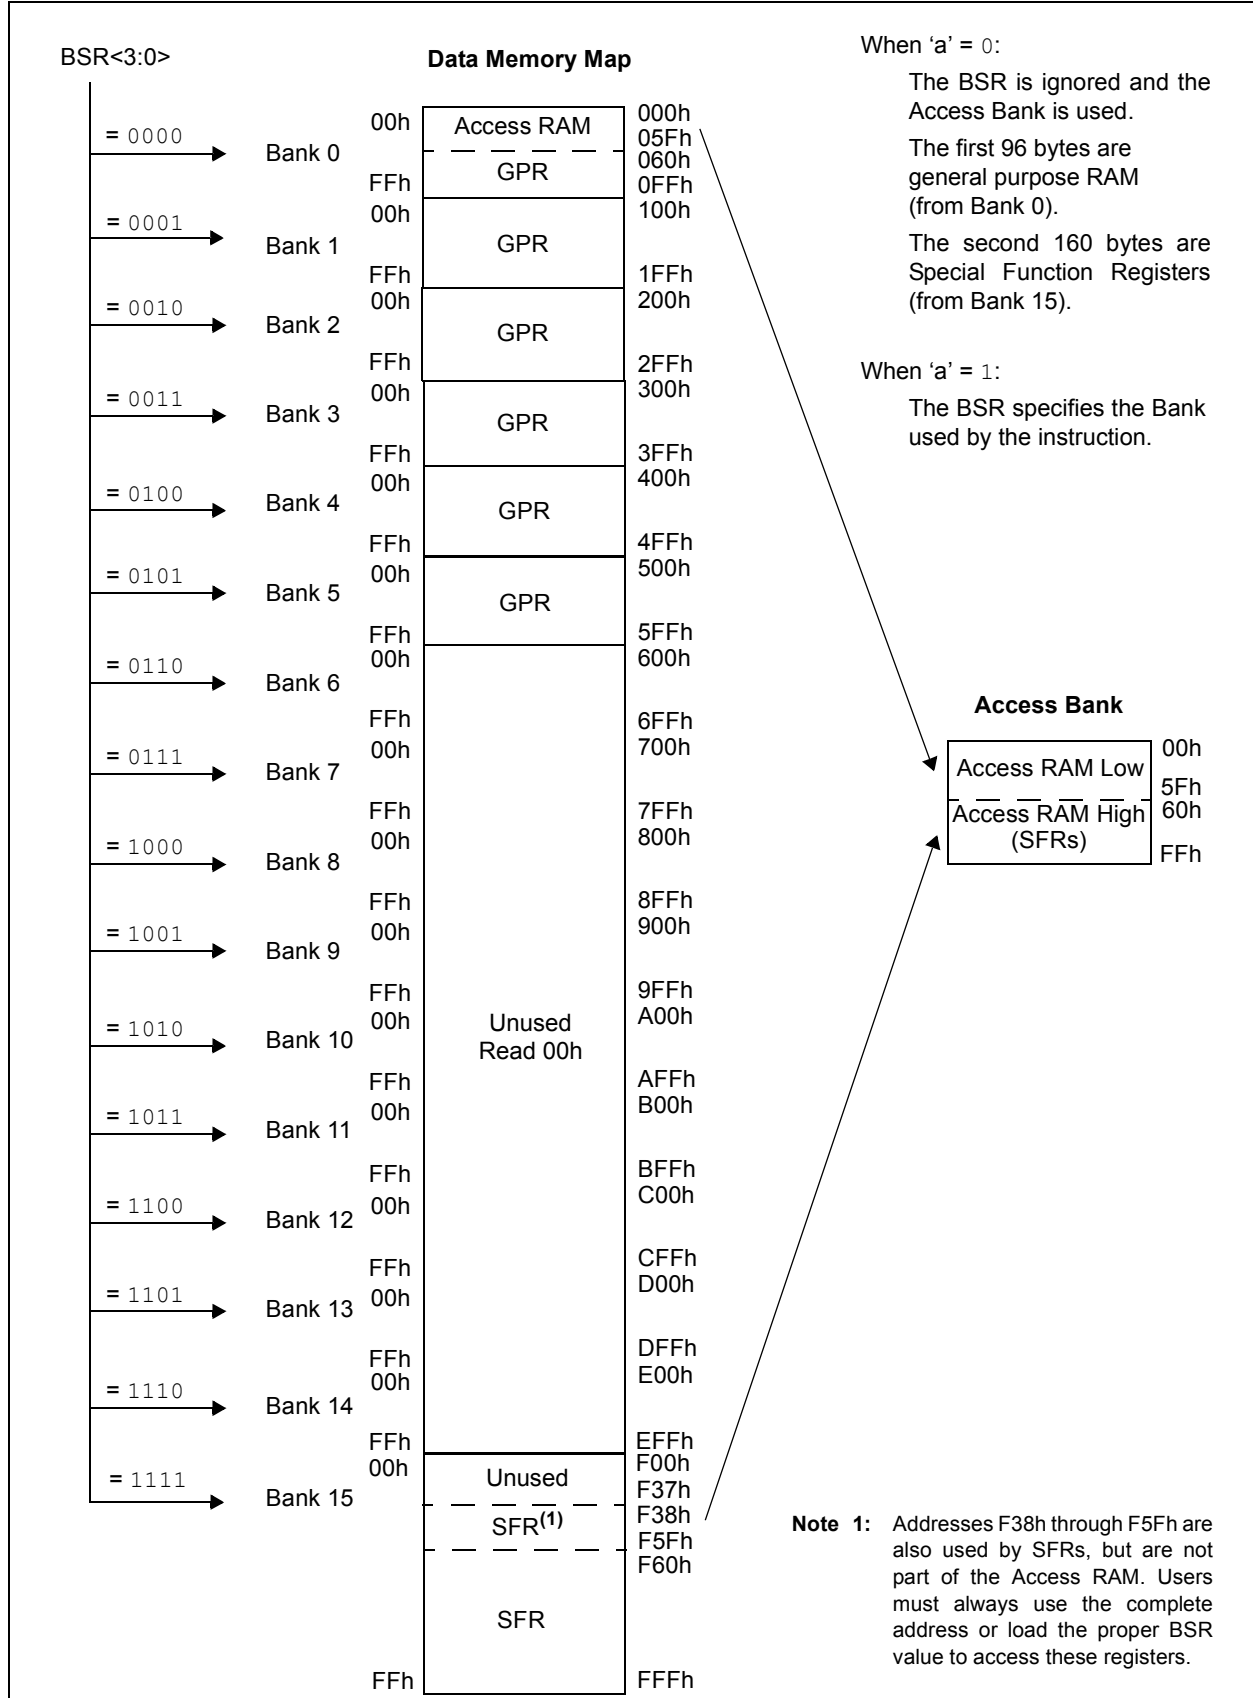 BSR<3:0>
Data Memory Map
When ‘a’ = 0:
The BSR is ignored and the
Access Bank is used.
The first 96 bytes are
general purpose RAM
(from Bank 0).
The second 160 bytes are
Special Function Registers
(from Bank 15).
When ‘a’ = 1:
The BSR specifies the Bank
used by the instruction.
= 0000
Bank 0
00h
FFh
Access RAM
GPR
000h
05Fh
060h
0FFh
= 0001
Bank 1
00h
FFh
GPR
100h
1FFh
= 0010
Bank 2
00h
FFh
GPR
200h
2FFh
= 0011
Bank 3
00h
FFh
GPR
300h
3FFh
= 0100
Bank 4
00h
FFh
GPR
400h
4FFh
= 0101
Bank 5
00h
FFh
GPR
500h
5FFh
= 0110
Bank 6
00h
FFh
600h
6FFh
= 0111
Bank 7
00h
FFh
700h
7FFh
= 1000
Bank 8
00h
FFh
800h
8FFh
= 1001
Bank 9
00h
FFh
900h
9FFh
= 1010
Bank 10
00h
FFh
Unused
Read 00h
A00h
AFFh
= 1011
Bank 11
00h
FFh
B00h
BFFh
= 1100
Bank 12
00h
FFh
C00h
CFFh
= 1101
Bank 13
00h
FFh
D00h
DFFh
= 1110
Bank 14
00h
FFh
E00h
EFFh
= 1111
Bank 15
00h
FFh
Unused
SFR(1)
SFR
F00h
F37h
F38h
F5Fh
F60h
FFFh
Access Bank
Access RAM Low
Access RAM High
(SFRs)
00h
5Fh
60h
FFh
Note 1: Addresses F38h through F5Fh are
also used by SFRs, but are not
part of the Access RAM. Users
must always use the complete
address or load the proper BSR
value to access these registers.